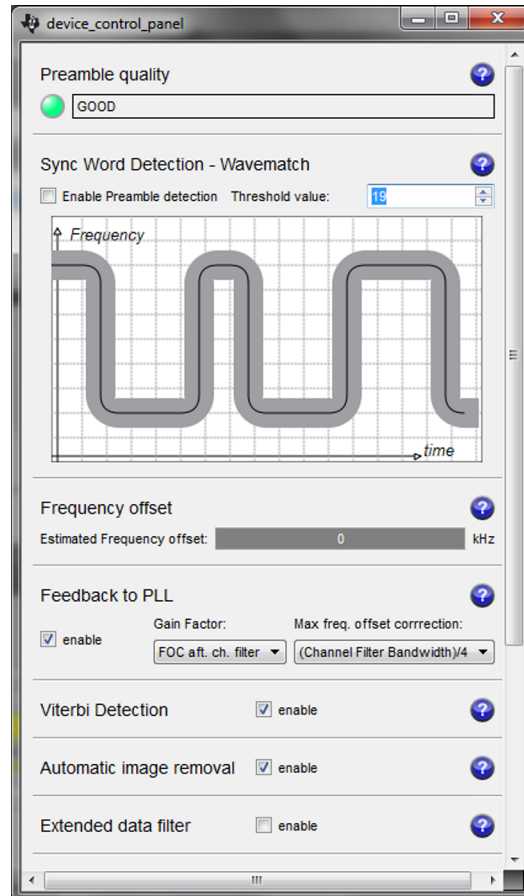 device_control_panel
Preamble quality
GOOD
Sync Word Detection - Wavematch
Enable Preamble detection Threshold value: 19
Frequency
time
Frequency offset
Estimated Frequency offset: 0 kHz
Feedback to PLL
Gain Factor: Max freq. offset corrrection:
enable FOC aft. ch. filter (Channel Filter Bandwidth)/4
Viterbi Detection enable
Automatic image removal enable
Extended data filter enable